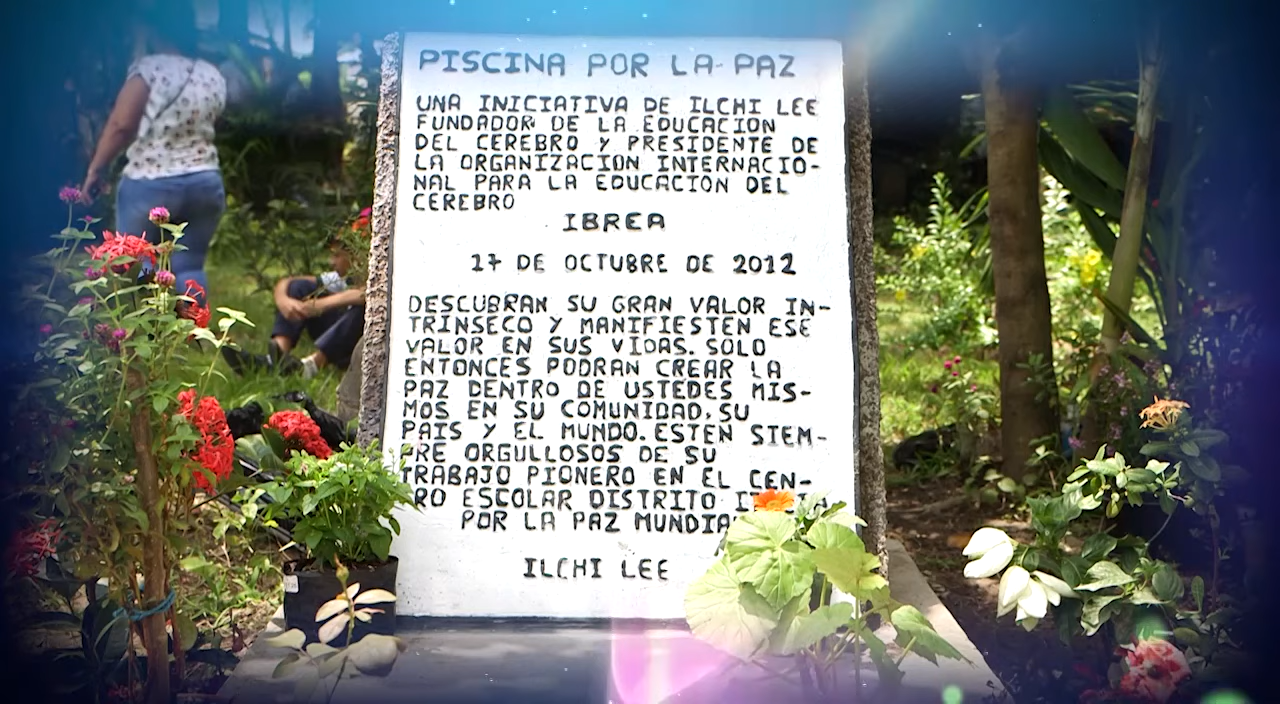 PISCINA POR LA PAZ
UNA INICIATIVA DE ILCHI LEE
FUNDADOR DE LA EDUCACION
DEL CEREBRO Y PRESIDENTE DE
LA ORGANIZACION INTERNACIO-
NAL PARA LA EDUCACION DEL
CEREBRO
IBREA
17 DE OCTUBRE DE 2012
DESCUBRAN SU GRAN VALOR IN-
TRINSECO Y MANIFIESTEN ESE
VALOR EN SUS VIDAS. SOLO
ENTONCES PODRAN CREAR LA
PAZ DENTRO DE USTEDES MIS-
MOS EN SU COMUNIDAD, SU
PAIS Y EL MUNDO. ESTEN SIEM-
PRE ORGULLOSOS DE SU
TRABAJO PIONERO EN EL CEN-
TRO ESCOLAR DISTRITO
POR LA PAZ MUNDIAL
ILCHI LEE